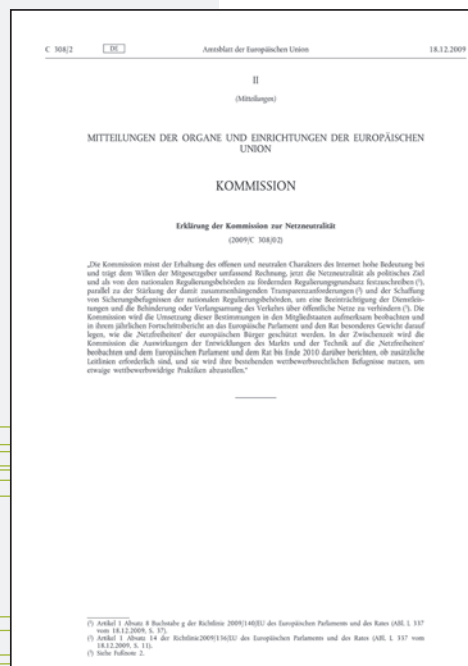 C 308/2
DE
Amtsblatt der Europäischen Union
18.12.2009
II
(Mitteilungen)
MITTEILUNGEN DER ORGANE UND EINRICHTUNGEN DER EUROPÄISCHEN
UNION
KOMMISSION
Erklärung der Kommission zur Netzneutralität
(2009/C 308/02)
„Die Kommission misst der Erhaltung des offenen und neutralen Charakters des Internet hohe Bedeutung bei
und trägt dem Willen der Mitgesetzgeber umfassend Rechnung, jetzt die Netzneutralität als politisches Ziel
und als von den nationalen Regulierungsbehörden zu fördernden Regulierungsgrundsatz festzuschreiben (¹),
parallel zu der Stärkung der damit zusammenhängenden Transparenzanforderungen (²) und der Schaffung
von Sicherungsbefugnissen der nationalen Regulierungsbehörden, um eine Beeinträchtigung der Dienstleis-
tungen und die Behinderung oder Verlangsamung des Verkehrs über öffentliche Netze zu verhindern (³). Die
Kommission wird die Umsetzung dieser Bestimmungen in den Mitgliedstaaten aufmerksam beobachten und
in ihrem jährlichen Fortschrittsbericht an das Europäische Parlament und den Rat besonderes Gewicht darauf
legen, wie die ‚Netzfreiheiten‘ der europäischen Bürger geschützt werden. In der Zwischenzeit wird die
Kommission die Auswirkungen der Entwicklungen des Markts und der Technik auf die ‚Netzfreiheiten‘
beobachten und dem Europäischen Parlament und dem Rat bis Ende 2010 darüber berichten, ob zusätzliche
Leitlinien erforderlich sind, und sie wird ihre bestehenden wettbewerbsrechtlichen Befugnisse nutzen, um
etwaige wettbewerbswidrige Praktiken abzustellen.“
(¹) Artikel 1 Absatz 8 Buchstabe g der Richtlinie 2009/140/EU des Europäischen Parlaments und des Rates (ABl. L 337
vom 18.12.2009, S. 37).
(²) Artikel 1 Absatz 14 der Richtlinie 2009/136/EU des Europäischen Parlaments und des Rates (ABl. L 337 vom
18.12.2009, S. 11).
(³) Siehe Fußnote 2.